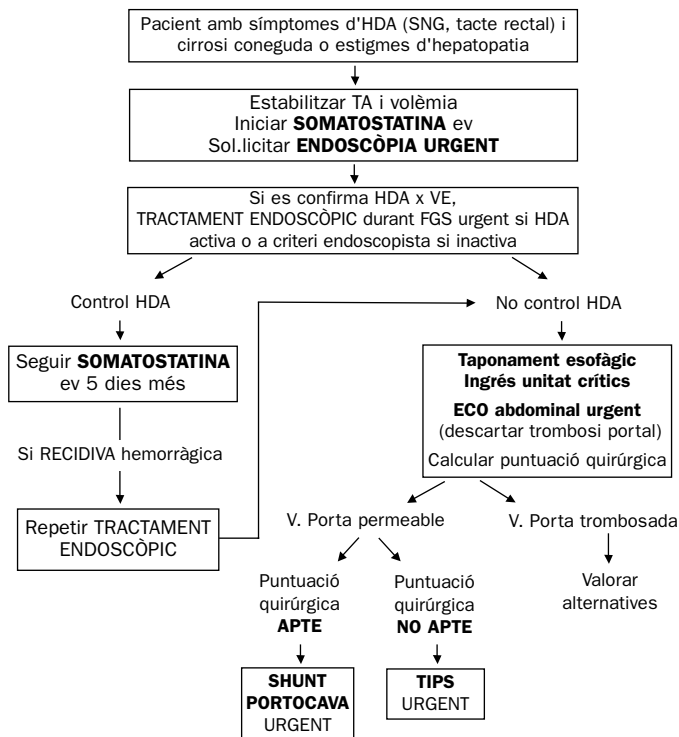 Pacient amb símptomes d'HDA (SNG, tacte rectal) i
cirrosi coneguda o estigmes d'hepatopatia
Estabilitzar TA i volèmia
Iniciar SOMATOSTATINA ev
Sol.licitar ENDOSCÒPIA URGENT
Si es confirma HDA x VE,
TRACTAMENT ENDOSCÒPIC durant FGS urgent si HDA
activa o a criteri endoscopista si inactiva
Control HDA
No control HDA
Seguir SOMATOSTATINA
ev 5 dies més
Taponament esofàgic
Ingrés unitat crítics
ECO abdominal urgent
(descartar trombosi portal)
Calcular puntuació quirúrgica
Si RECIDIVA hemorràgica
Repetir TRACTAMENT
ENDOSCÒPIC
V. Porta permeable
V. Porta trombosada
Puntuació
quirúrgica
APTE
Puntuació
quirúrgica
NO APTE
Valorar
alternatives
SHUNT
PORTOCAVA
URGENT
TIPS
URGENT